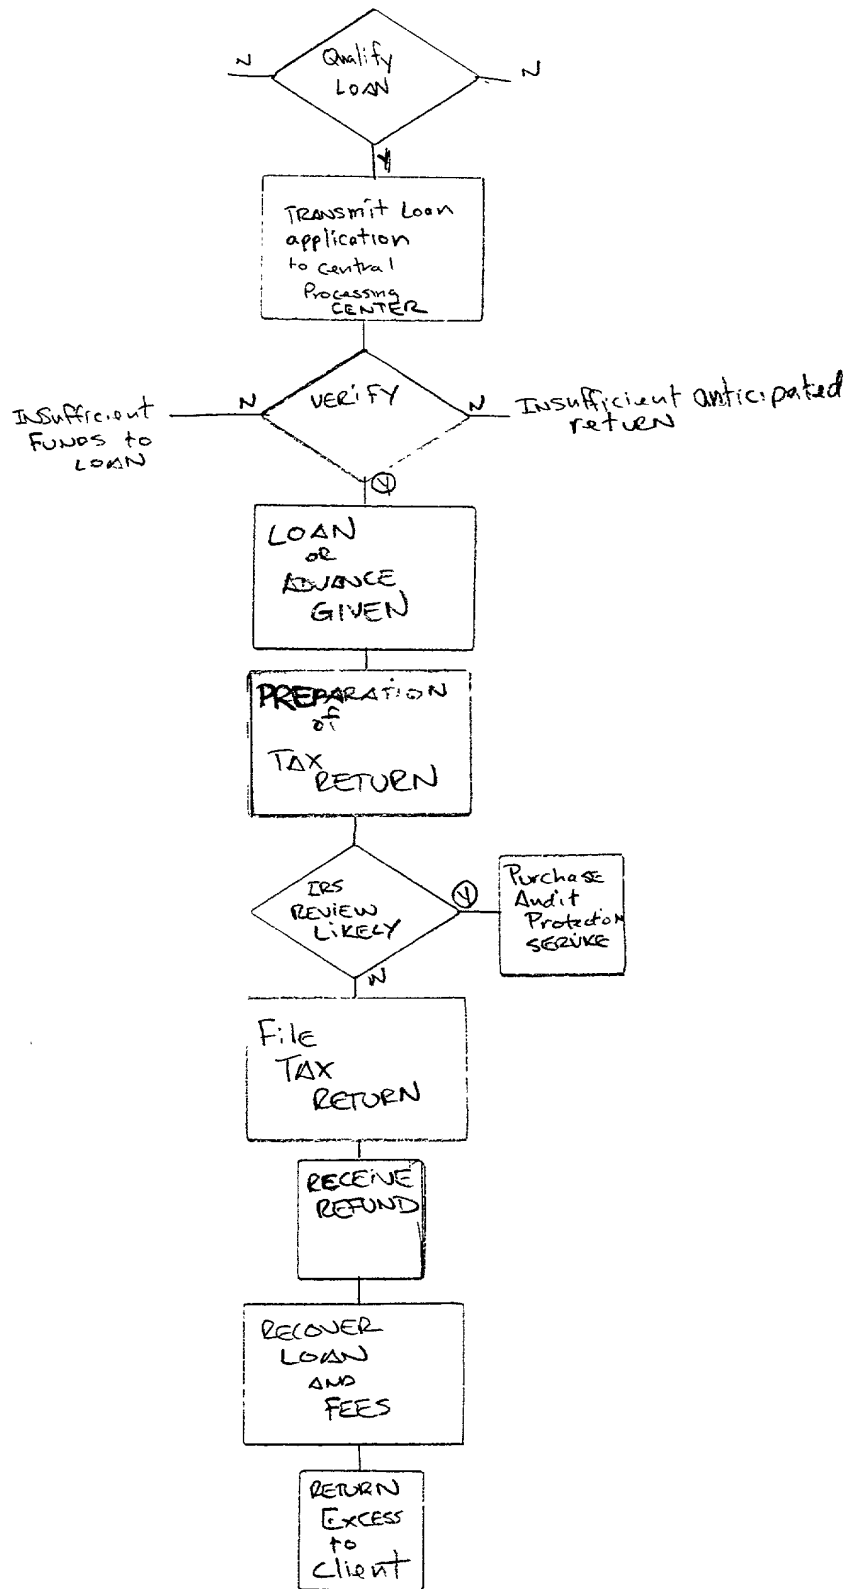 N
Qualify
LOAN
N
Y
TRANSmit Loan
application
to central
Processing
CENTER
N
VERIFY
N
INSufficient
FUNDS to
LOAN
INSufficient anticipated
retURN
Y
LOAN
OR
ADVANCE
GIVEN
PREPARATION
of
TAX
RETURN
IRS
REVIEW
LIKELY
Y
Purchase
Audit
Protection
SERVICE
N
File
TAX
RETURN
RECEIVE
REFUND
RECOVER
LOAN
AND
FEES
RETURN
EXCESS
to
Client